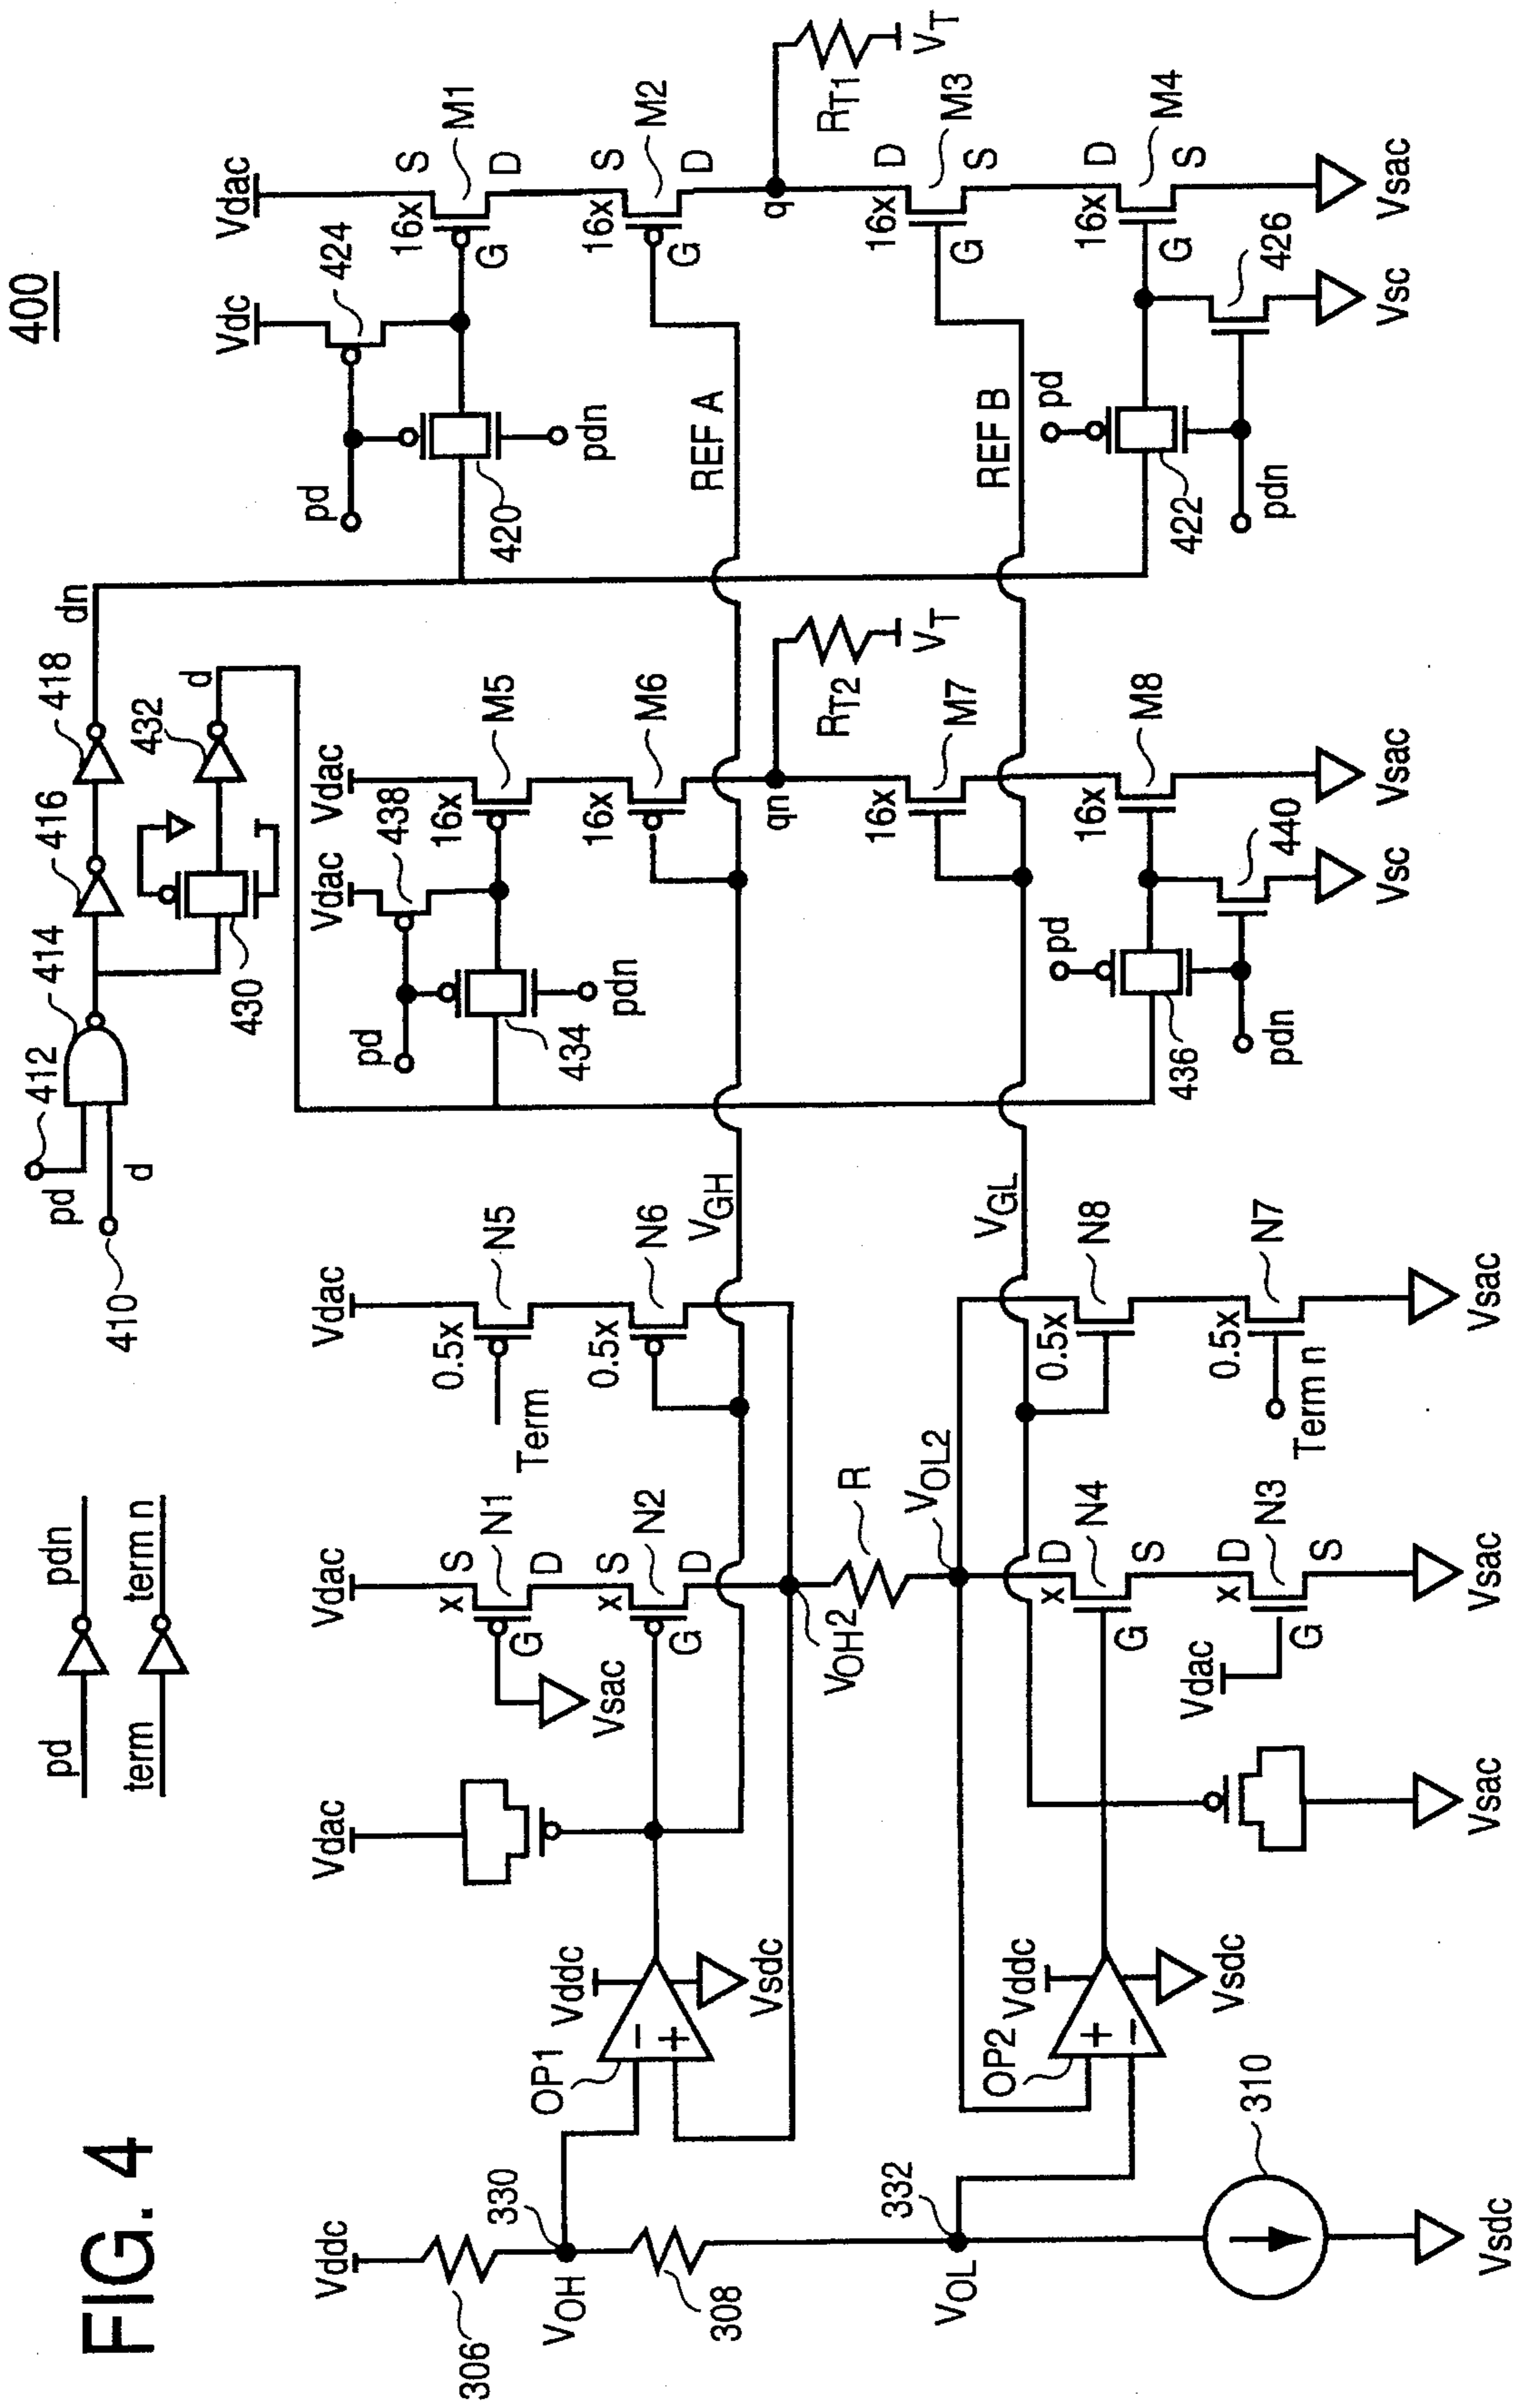 FIG. 4
400
pd
pdn
term
term n
pd
412
414
416
418
dn
d
410
430
432
d
Vddc
306
VOH
330
308
VOL
332
310
Vsdc
OP1
−
+
Vddc
Vsdc
OP2
+
−
Vddc
Vsdc
Vdac
Vsac
Vdac
x
S
N1
G
D
Vsac
x
S
N2
G
D
VOH2
R
VOL2
x
D
N4
G
S
Vdac
x
D
N3
G
S
Vsac
Vdac
0.5x
N5
Term
0.5x
N6
VGH
VGL
0.5x
N8
0.5x
N7
Term n
Vsac
Vdac
Vdac
438
16x
M5
pd
434
pdn
16x
M6
qn
RT2
VT
16x
M7
16x
M8
pd
436
pdn
440
Vsc
Vsac
Vdc
Vdac
424
16x
S
M1
G
D
pd
420
pdn
16x
S
M2
G
D
REF A
q
RT1
VT
REF B
16x
D
M3
G
S
pd
16x
D
M4
G
S
422
pdn
426
Vsc
Vsac